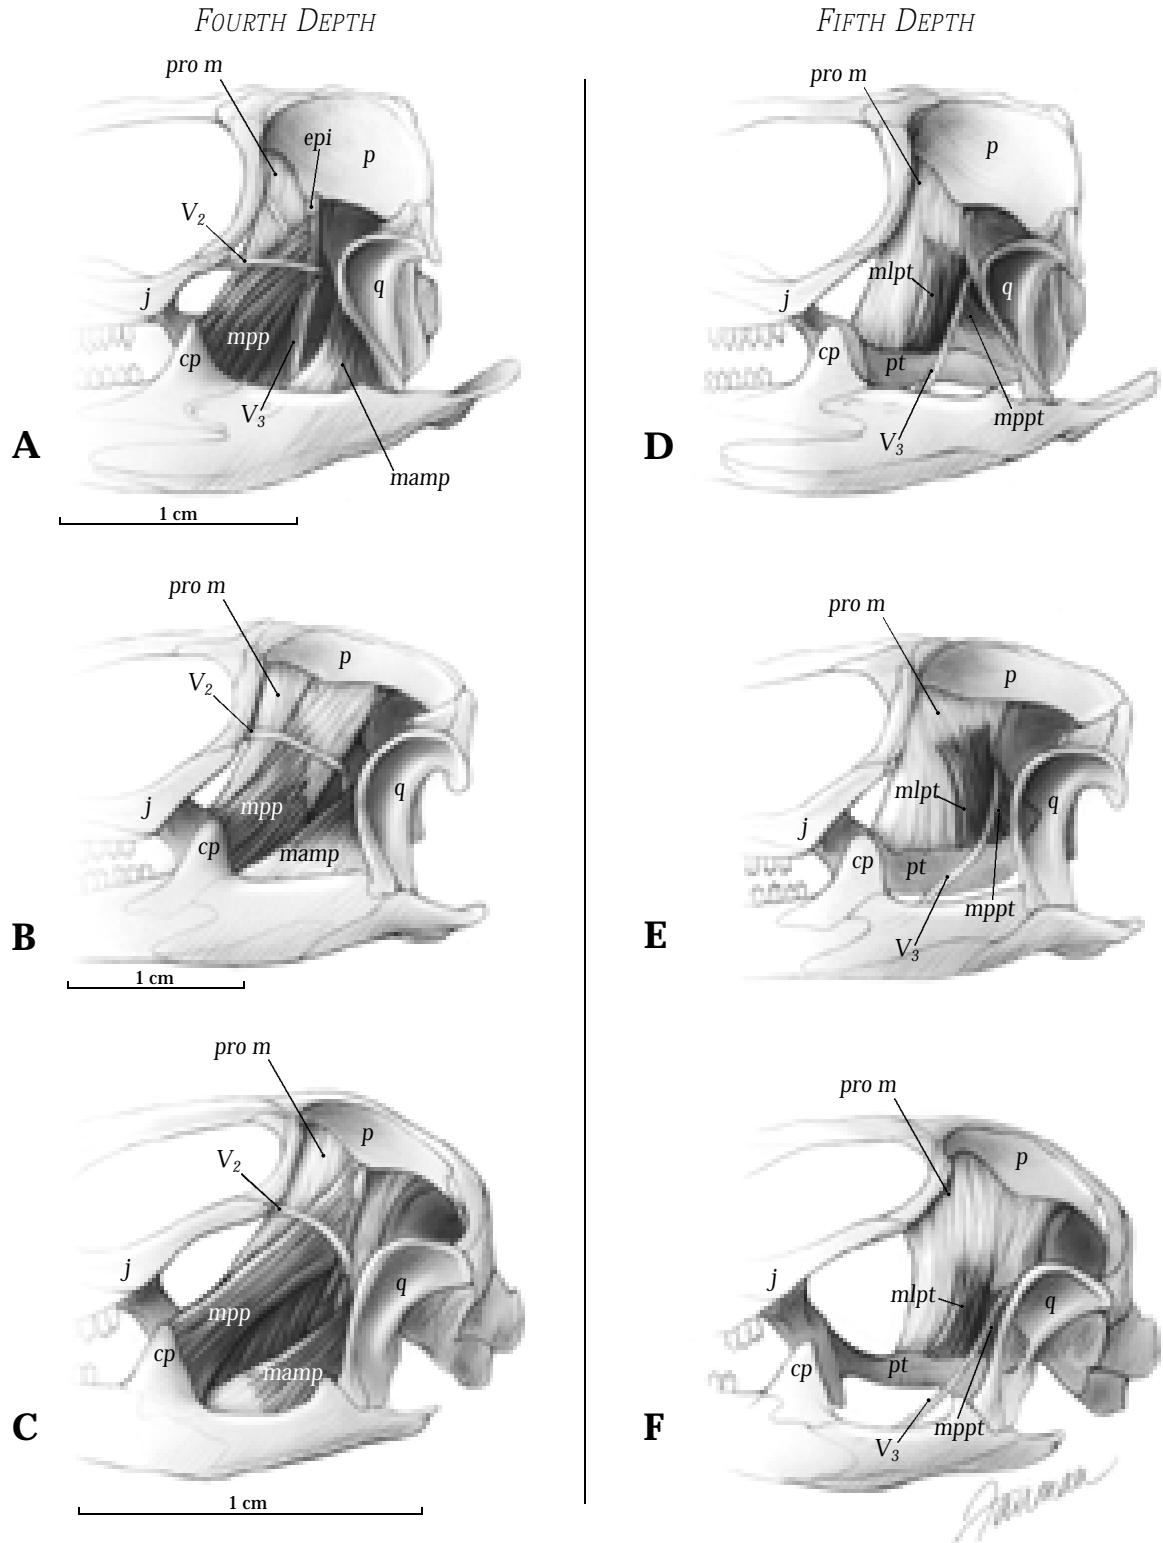 FOURTH DEPTH
FIFTH DEPTH
pro m
epi
p
V2
j
q
mpp
cp
V3
A
mamp
1 cm
pro m
p
mlpt
q
j
cp
pt
mppt
V3
D
pro m
p
V2
q
j
mpp
cp
mamp
B
1 cm
pro m
p
mlpt
q
j
cp
pt
mppt
V3
E
pro m
p
V2
j
q
mpp
cp
mamp
C
1 cm
pro m
p
j
mlpt
q
cp
pt
mppt
V3
F